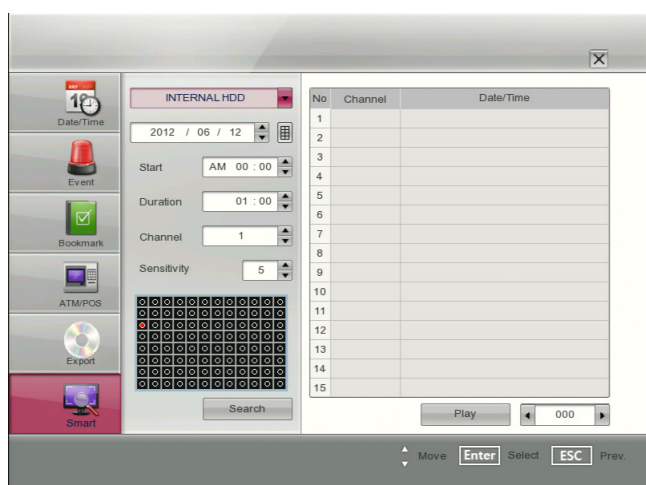 INTERNAL HDD
2012 / 06 / 12
Start AM 00 : 00
Duration 01 : 00
Channel 1
Sensitivity 5
Search
Date/Time
Event
Bookmark
ATM/POS
Export
Smart
No Channel Date/Time
1
2
3
4
5
6
7
8
9
10
11
12
13
14
15
Play 000
Move Enter Select ESC Prev.